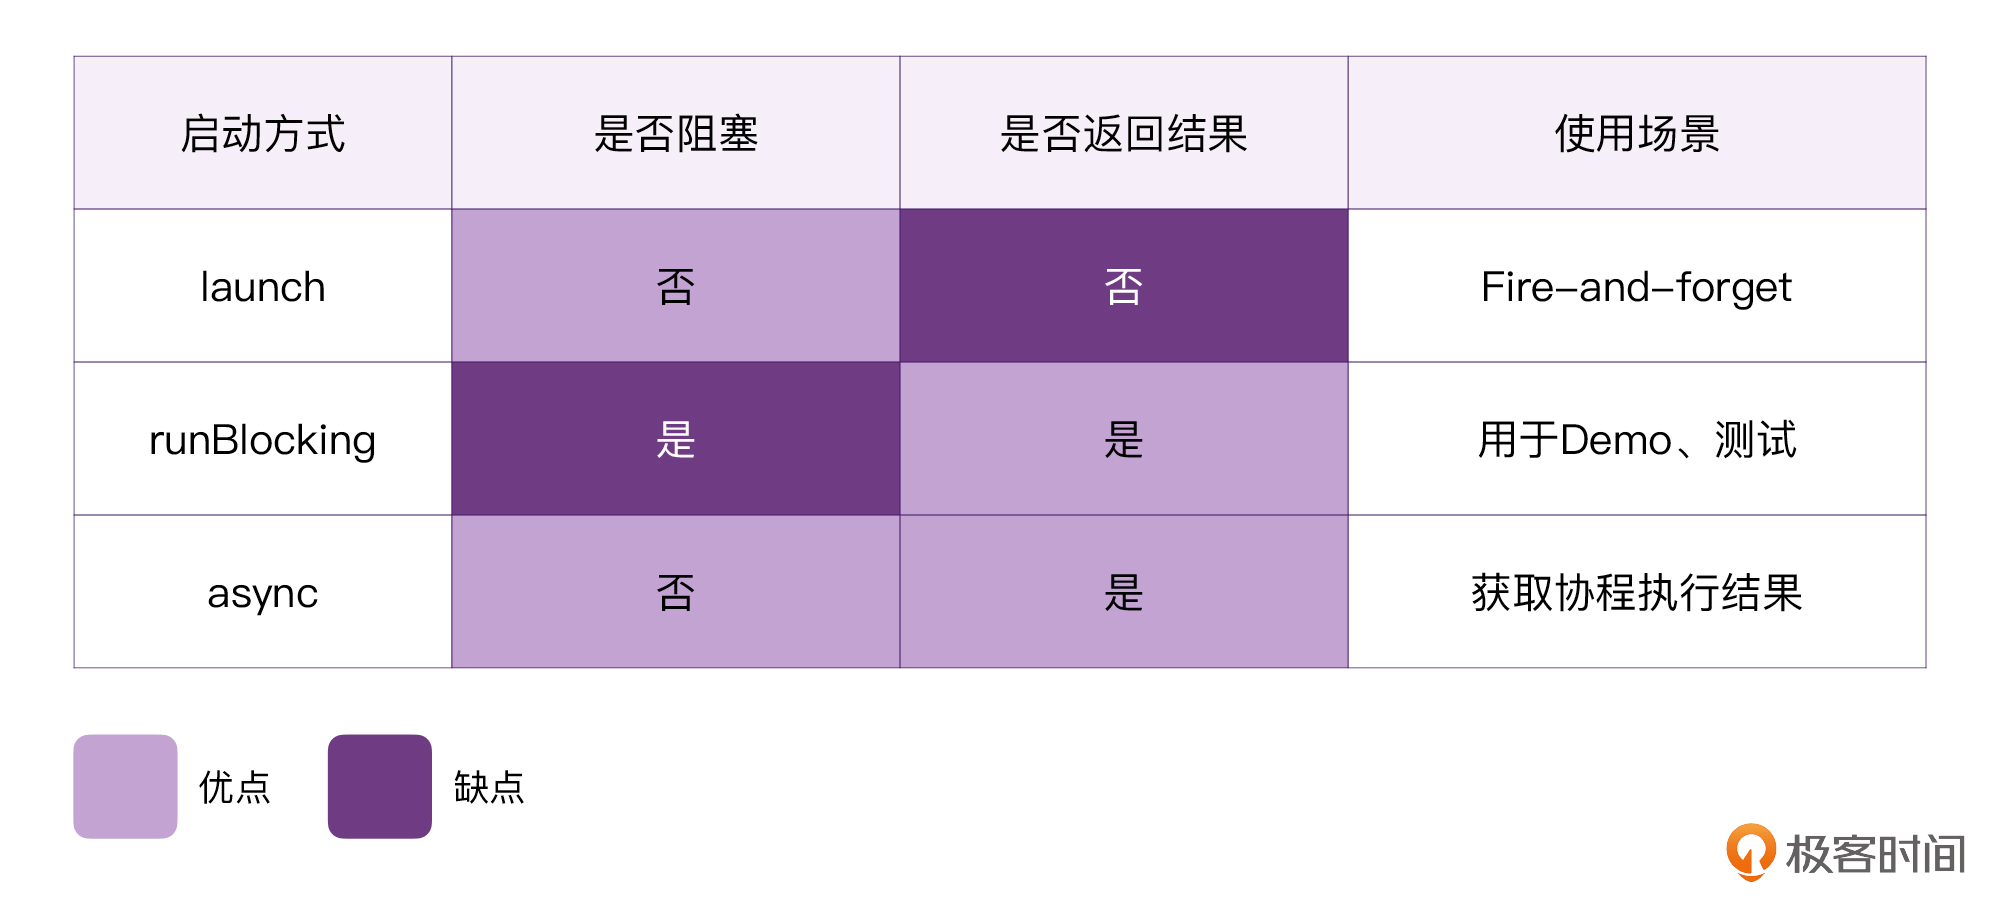 启动方式 是否阻塞 是否返回结果 使用场景
launch 否 否 Fire-and-forget
runBlocking 是 是 用于Demo、测试
async 否 是 获取协程执行结果
优点 缺点
极客时间